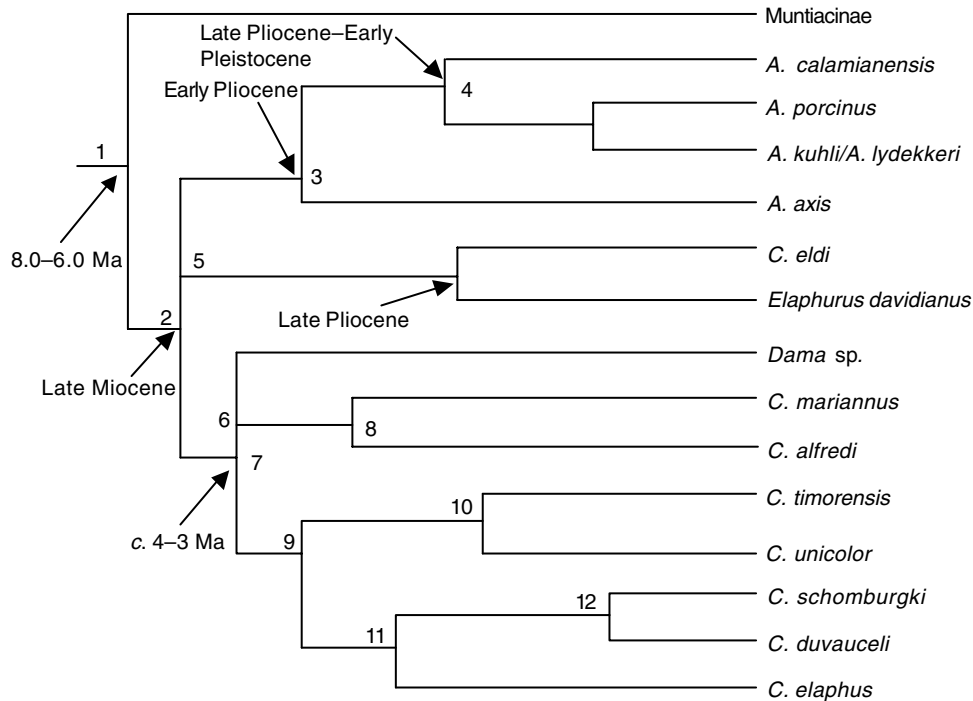 Muntiacinae
Late Pliocene–Early
Pleistocene
A. calamianensis
Early Pliocene
4
A. porcinus
1
A. kuhli/A. lydekkeri
3
A. axis
8.0–6.0 Ma
5
C. eldi
Elaphurus davidianus
2
Late Pliocene
Late Miocene
Dama sp.
C. mariannus
6
8
C. alfredi
7
C. timorensis
10
c. 4–3 Ma
9
C. unicolor
C. schomburgki
12
11
C. duvauceli
C. elaphus